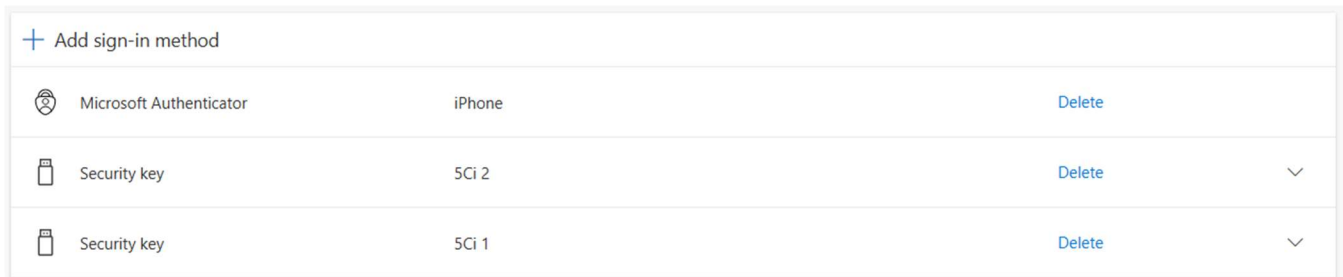 Add sign-in method
Microsoft Authenticator iPhone Delete
Security key 5Ci 2 Delete
Security key 5Ci 1 Delete